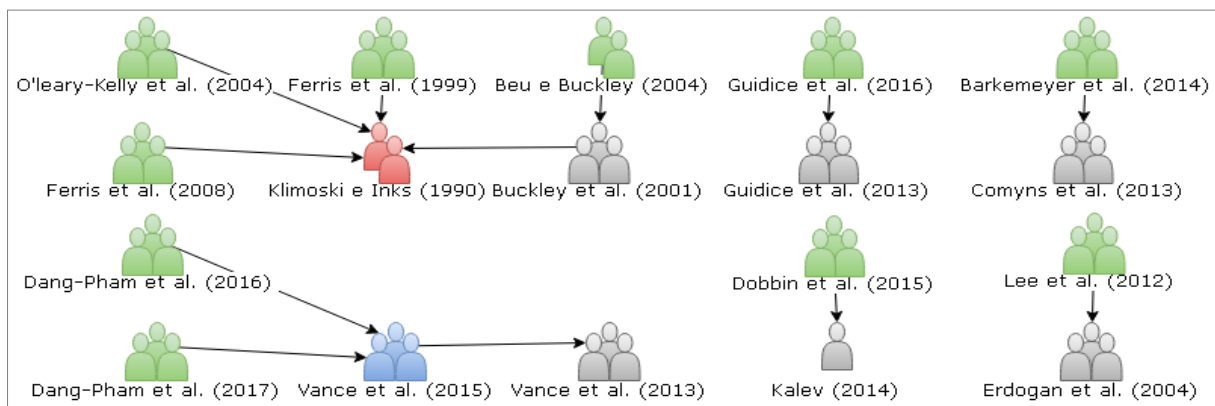 O'leary-Kelly et al. (2004) Ferris et al. (1999) Beu e Buckley (2004) Guidice et al. (2016) Barkemeyer et al. (2014)
Ferris et al. (2008) Klimoski e Inks (1990) Buckley et al. (2001) Guidice et al. (2013) Comyns et al. (2013)
Dang-Pham et al. (2016) Dobbin et al. (2015) Lee et al. (2012)
Dang-Pham et al. (2017) Vance et al. (2015) Vance et al. (2013) Kalev (2014) Erdogan et al. (2004)